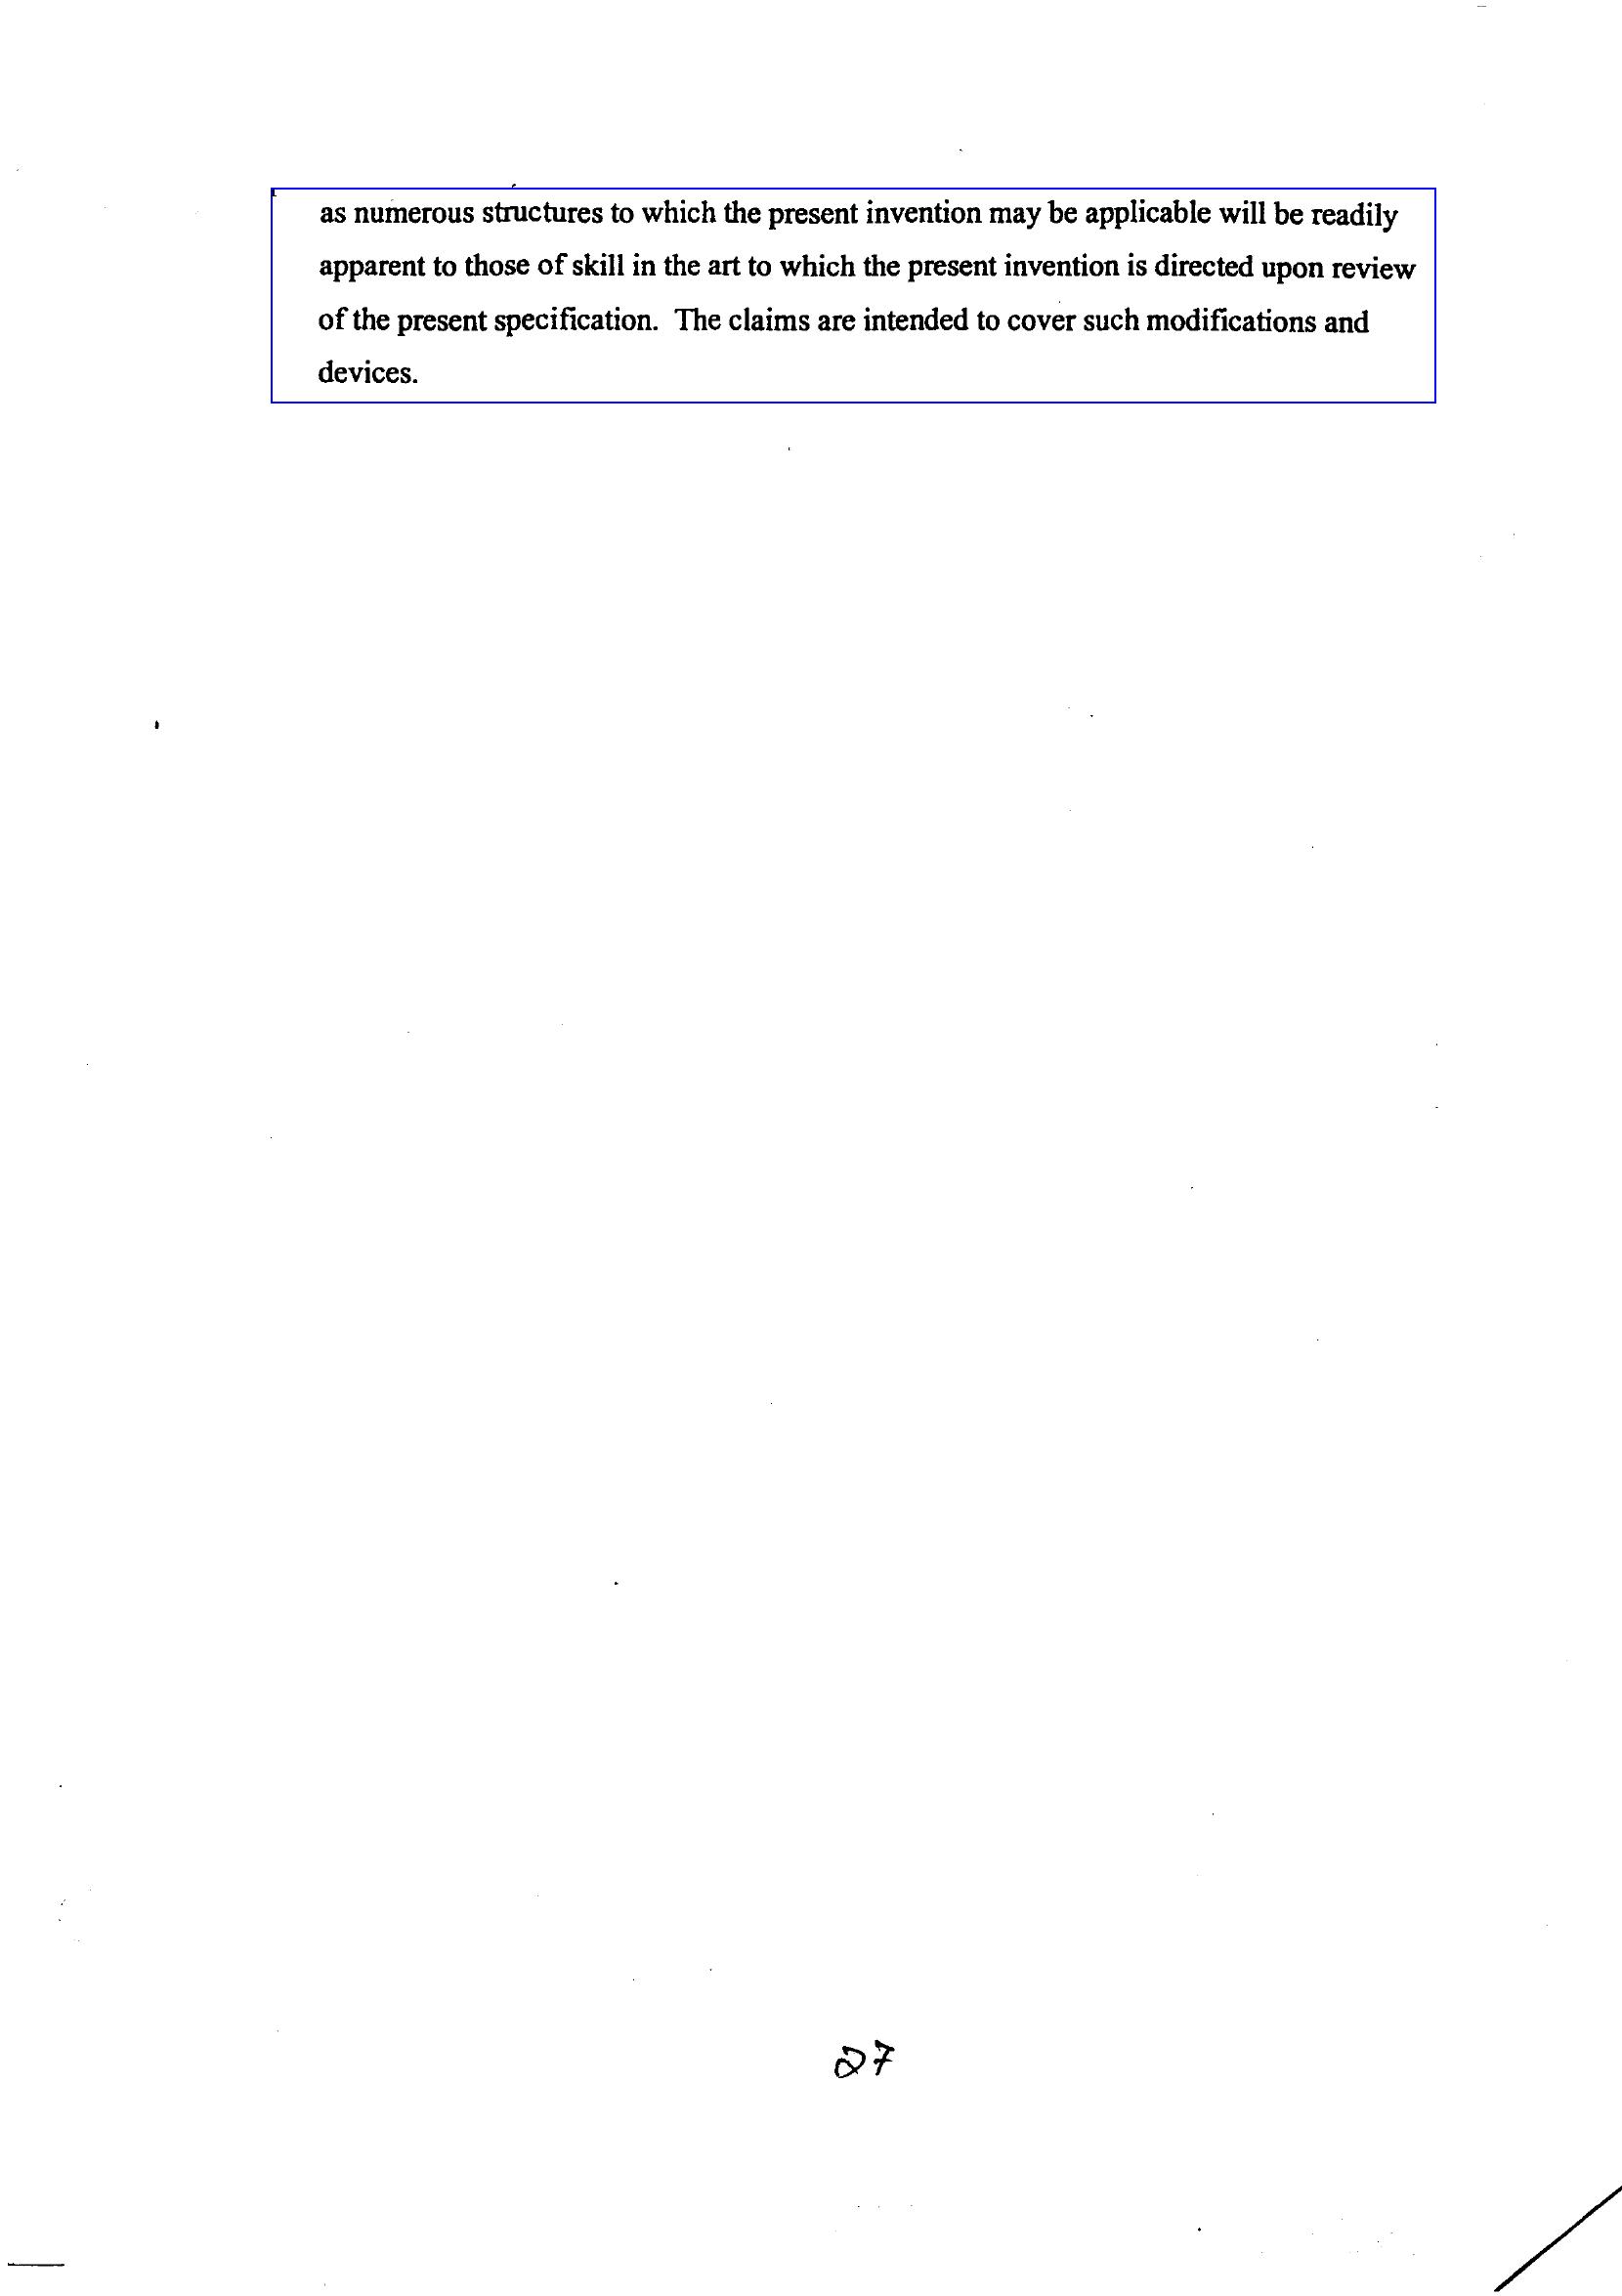 as numerous structures to which the present invention may be applicable will be readily
apparent to those of skill in the art to which the present invention is directed upon review
of the present specification. The claims are intended to cover such modifications and
devices.
27